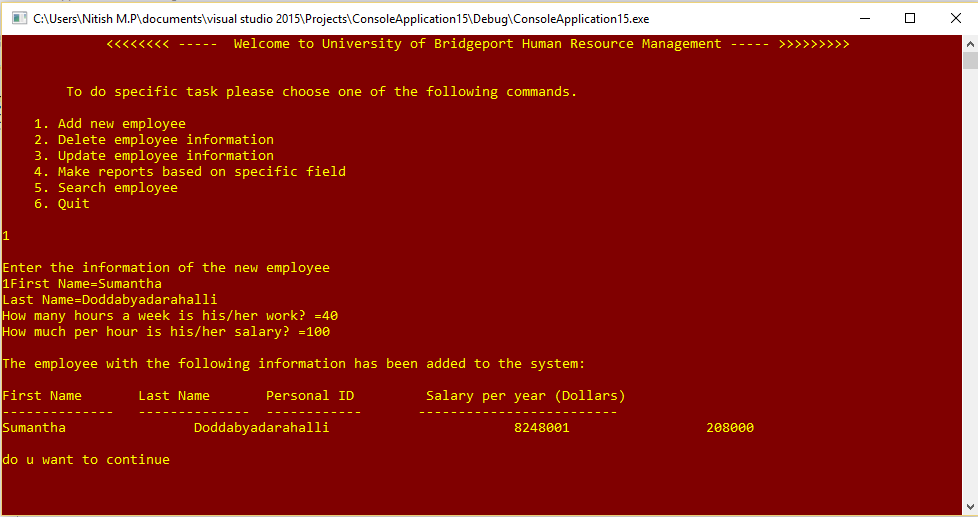 C:\Users\Nitish M.P\documents\visual studio 2015\Projects\ConsoleApplication15\Debug\ConsoleApplication15.exe
<<<<<<<< ----- Welcome to University of Bridgeport Human Resource Management ----- >>>>>>>>>
To do specific task please choose one of the following commands.
1. Add new employee
2. Delete employee information
3. Update employee information
4. Make reports based on specific field
5. Search employee
6. Quit
1
Enter the information of the new employee
1First Name=Sumantha
Last Name=Doddabyadarahalli
How many hours a week is his/her work? =40
How much per hour is his/her salary? =100
The employee with the following information has been added to the system:
First Name Last Name Personal ID Salary per year (Dollars)
-------------- -------------- ------------ -------------------------
Sumantha Doddabyadarahalli 8248001 208000
do u want to continue